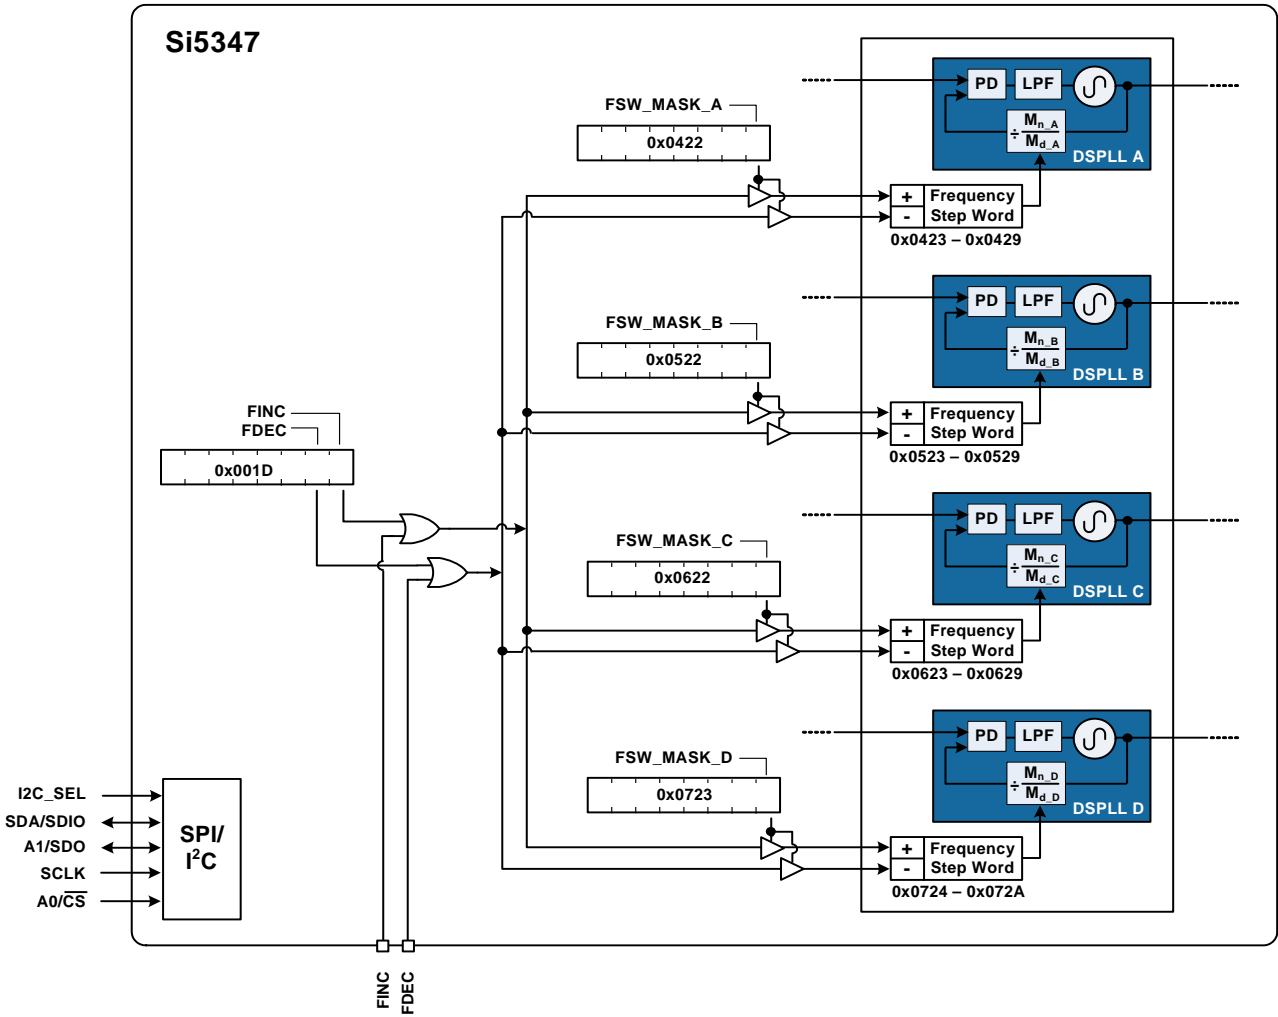 Si5347
FSW_MASK_A
0x0422
PD
LPF
÷
Mn_A
Md_A
DSPLL A
+
Frequency
-
Step Word
0x0423 – 0x0429
FSW_MASK_B
0x0522
PD
LPF
÷
Mn_B
Md_B
DSPLL B
+
Frequency
-
Step Word
0x0523 – 0x0529
FINC
FDEC
0x001D
FSW_MASK_C
0x0622
PD
LPF
÷
Mn_C
Md_C
DSPLL C
+
Frequency
-
Step Word
0x0623 – 0x0629
FSW_MASK_D
0x0723
PD
LPF
÷
Mn_D
Md_D
DSPLL D
+
Frequency
-
Step Word
0x0724 – 0x072A
I2C_SEL
SDA/SDIO
A1/SDO
SCLK
A0/C̅S̅
SPI/
I²C
FINC
FDEC